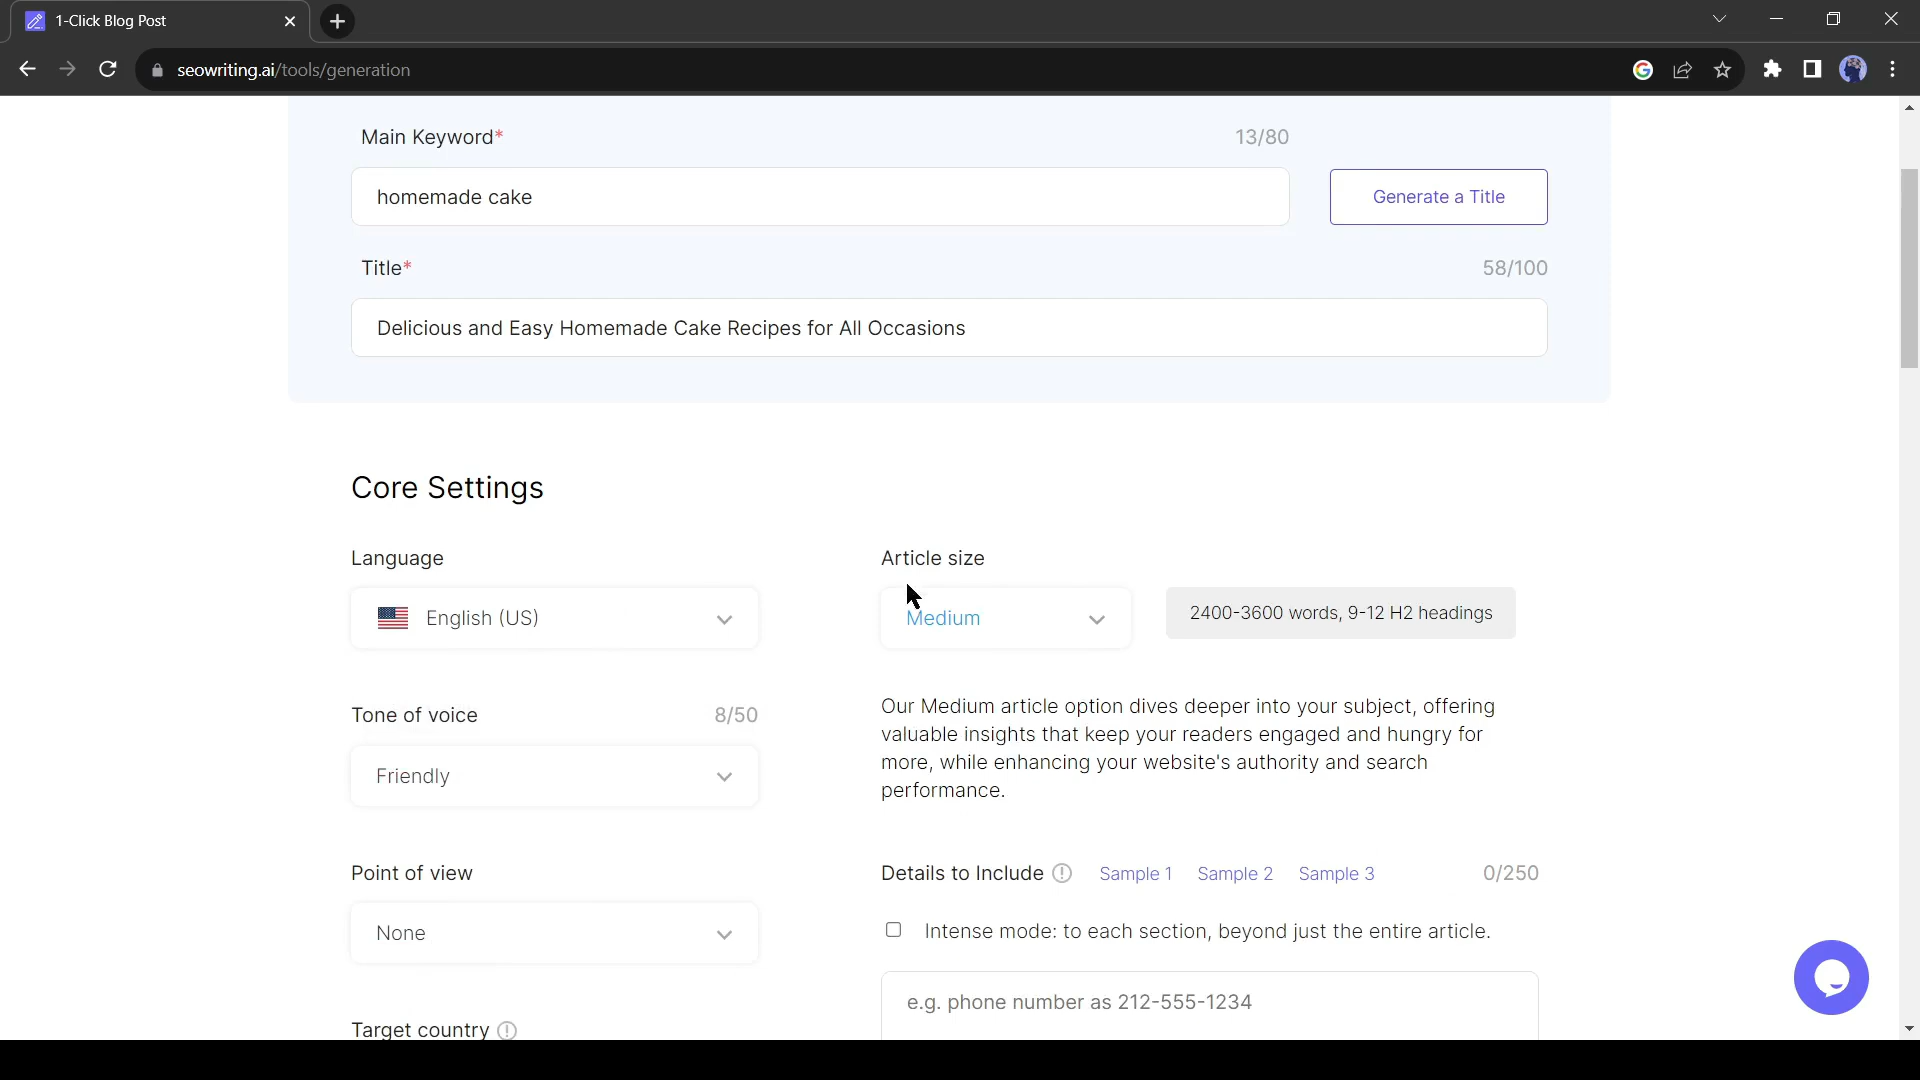 1-Click Blog Post
seowriting.ai/tools/generation
Main Keyword* 13/80
homemade cake
Generate a Title
Title* 58/100
Delicious and Easy Homemade Cake Recipes for All Occasions
Core Settings
Language
English (US)
Article size
Medium
2400-3600 words, 9-12 H2 headings
Tone of voice 8/50
Friendly
Our Medium article option dives deeper into your subject, offering
valuable insights that keep your readers engaged and hungry for
more, while enhancing your website's authority and search
performance.
Point of view
None
Details to Include Sample 1 Sample 2 Sample 3 0/250
Intense mode: to each section, beyond just the entire article.
e.g. phone number as 212-555-1234
Target country